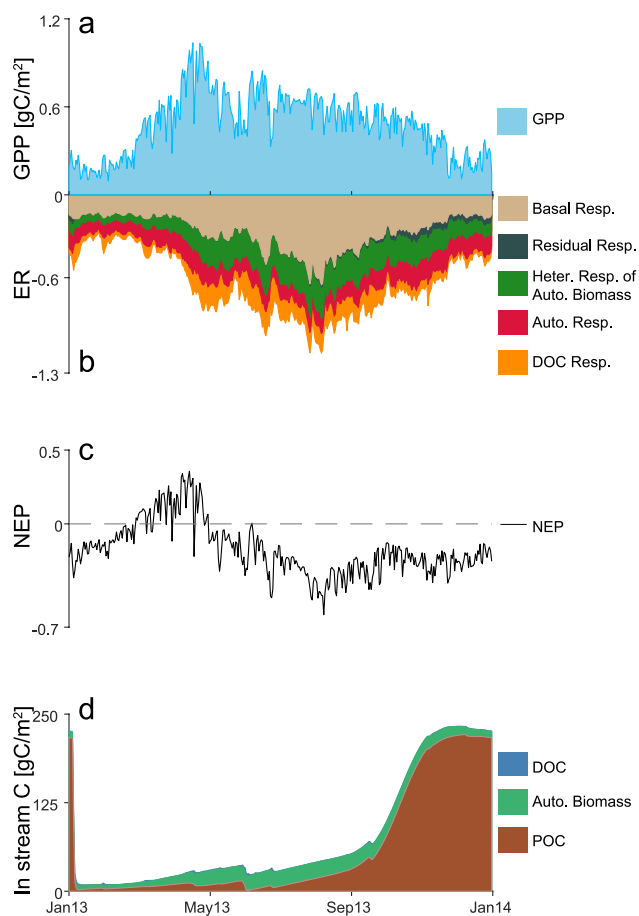 a
1.2
0.6
0
GPP [gC/m²]
GPP
Basal Resp.
Residual Resp.
Heter. Resp. of
Auto. Biomass
Auto. Resp.
DOC Resp.
-0.6
-1.3
ER
b
c
0.5
0
-0.7
NEP
NEP
d
250
125
0
In stream C [gC/m²]
DOC
Auto. Biomass
POC
Jan13
May13
Sep13
Jan14